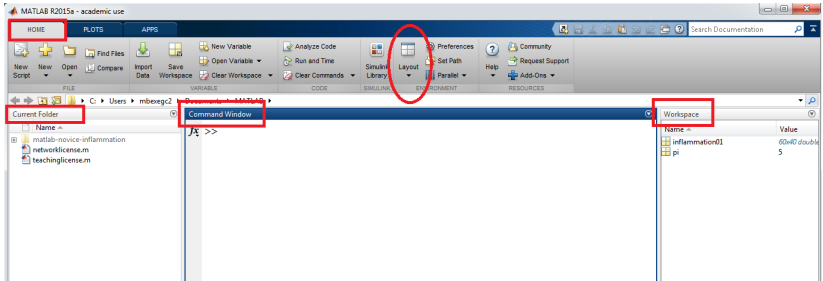 MATLAB R2015a - academic use
HOME PLOTS APPS Search Documentation
New Script New Open Find Files Compare Import Data Save Workspace New Variable Open Variable Clear Workspace Analyze Code Run and Time Clear Commands Simulink Library Layout Preferences Set Path Parallel Help Community Request Support Add-Ons
FILE VARIABLE CODE SIMULINK ENVIRONMENT RESOURCES
C: Users mbexegc2 Documents MATLAB
Current Folder Command Window Workspace
Name fx >> Name Value
matlab-novice-inflammation inflammation01 60x40 double
networklicense.m pi 5
teachinglicense.m